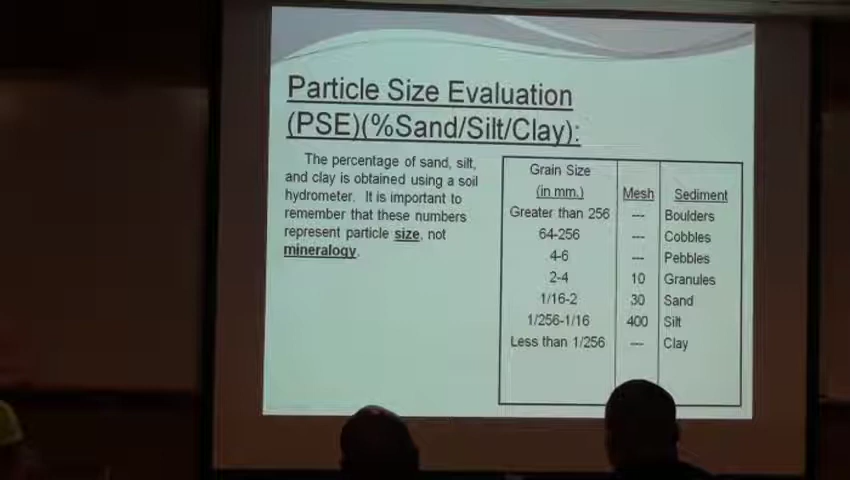 Particle Size Evaluation
(PSE)(%Sand/Silt/Clay):
The percentage of sand, silt,
and clay is obtained using a soil
hydrometer. It is important to
remember that these numbers
represent particle size, not
mineralogy.
Grain Size
(in mm.) Mesh Sediment
Greater than 256 --- Boulders
64-256 --- Cobbles
4-6 --- Pebbles
2-4 10 Granules
1/16-2 30 Sand
1/256-1/16 400 Silt
Less than 1/256 --- Clay